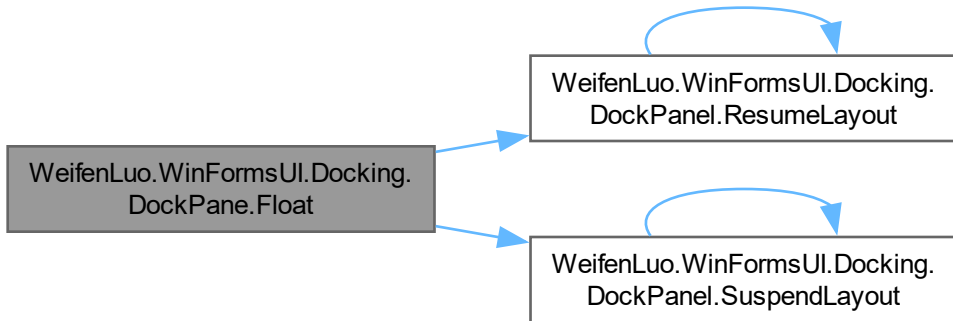 WeifenLuo.WinFormsUI.Docking.
DockPanel.ResumeLayout
WeifenLuo.WinFormsUI.Docking.
DockPane.Float
WeifenLuo.WinFormsUI.Docking.
DockPanel.SuspendLayout